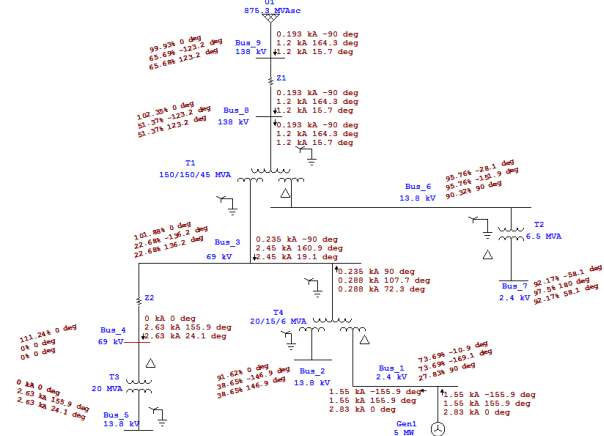 U1
875.3 MVAsc
99.93% 0 deg
65.69% -123.2 deg
65.68% 123.2 deg
Bus_9
138 kV
0.193 kA -90 deg
1.2 kA 164.3 deg
1.2 kA 15.7 deg
Z1
102.35% 0 deg
51.37% -123.2 deg
51.37% 123.2 deg
Bus_8
138 kV
0.193 kA -90 deg
1.2 kA 164.3 deg
1.2 kA 15.7 deg
0.193 kA -90 deg
1.2 kA 164.3 deg
1.2 kA 15.7 deg
T1
150/150/45 MVA
95.76% -28.1 deg
95.76% -151.9 deg
90.32% 90 deg
Bus_6
13.8 kV
T2
6.5 MVA
101.88% 0 deg
22.68% -136.2 deg
22.68% 136.2 deg
Bus_3
69 kV
0.235 kA -90 deg
2.45 kA 160.9 deg
2.45 kA 19.1 deg
0.235 kA 90 deg
0.288 kA 107.7 deg
0.288 kA 72.3 deg
Bus_7
2.4 kV
92.17% -58.1 deg
97.5% 180 deg
92.17% 58.1 deg
Z2
T4
20/15/6 MVA
111.24% 0 deg
0% 0 deg
0% 0 deg
Bus_4
69 kV
0 kA 0 deg
2.63 kA 155.9 deg
2.63 kA 24.1 deg
T3
20 MVA
0 kA 0 deg
2.63 kA 155.9 deg
2.63 kA 24.1 deg
Bus_5
13.8 kV
91.62% 0 deg
38.65% -146.9 deg
38.65% 146.9 deg
Bus_2
13.8 kV
Bus_1
2.4 kV
73.69% -10.9 deg
73.69% -169.1 deg
27.83% 90 deg
1.55 kA -155.9 deg
1.55 kA 155.9 deg
2.83 kA 0 deg
1.55 kA -155.9 deg
1.55 kA 155.9 deg
2.83 kA 0 deg
Gen1
5 MW